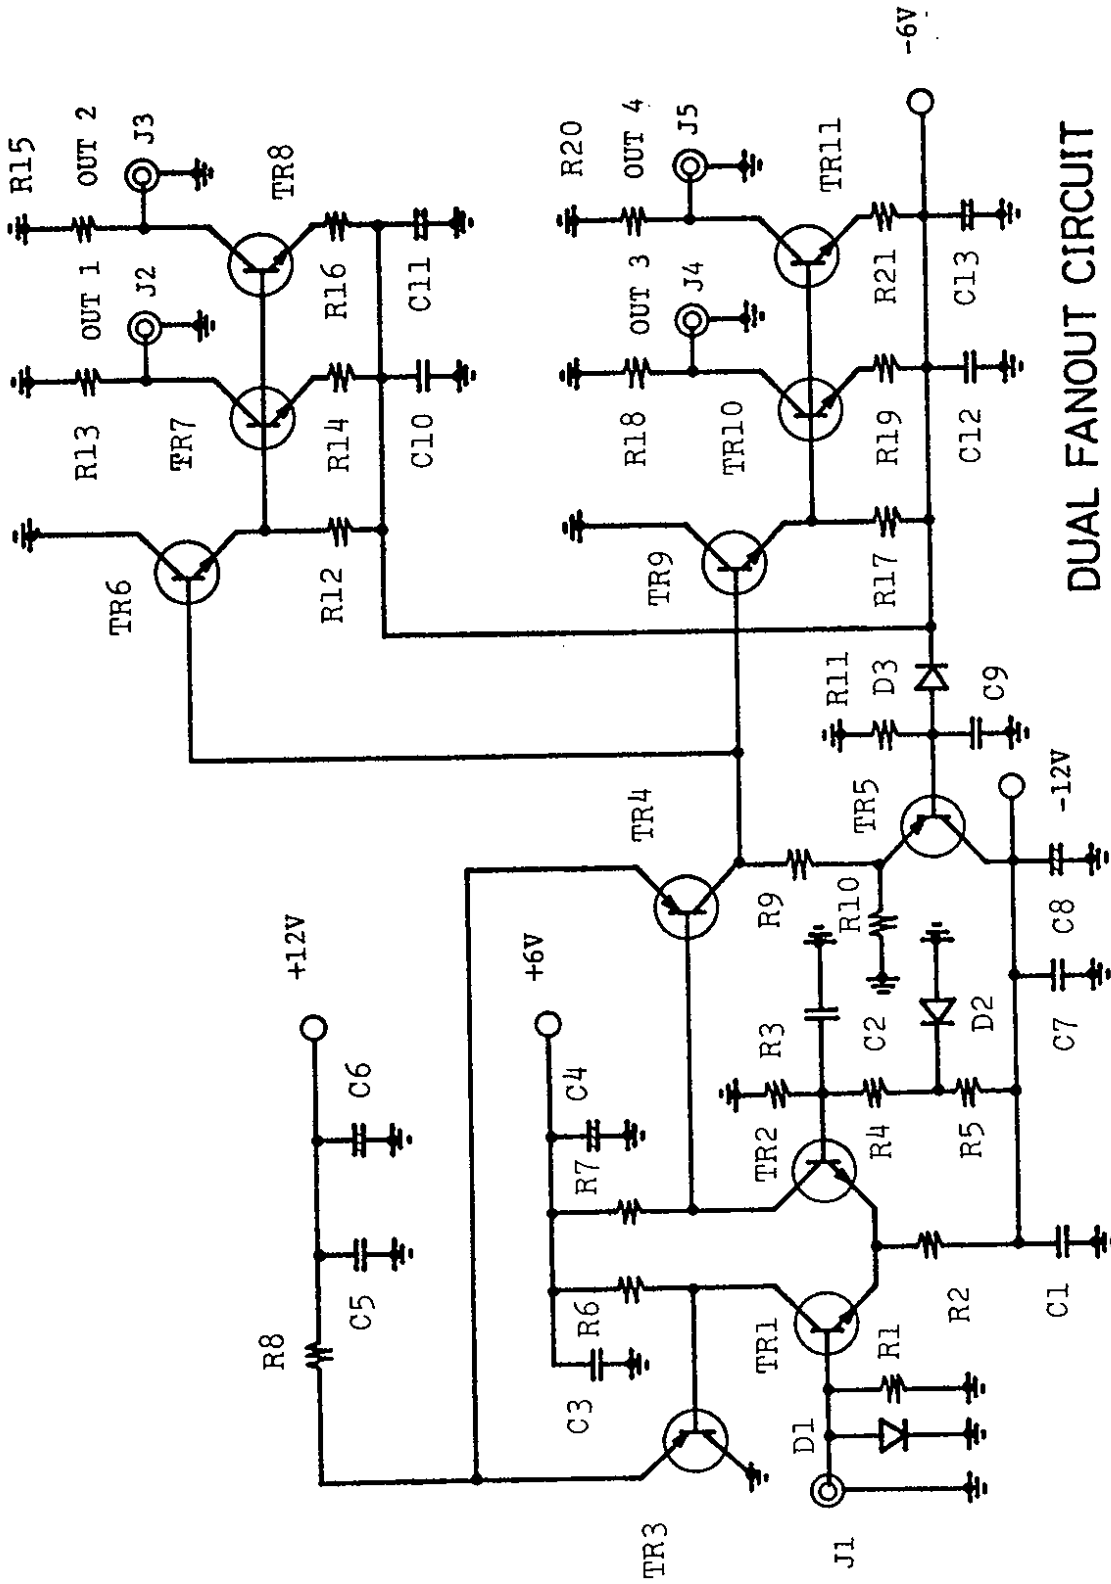 R15
OUT 2
J3
TR8
R16
C11
OUT 1
J2
R13
TR7
R14
C10
TR6
R12
R20
OUT 4
J5
TR11
R21
C13
-6V
OUT 3
J4
R18
TR10
R19
C12
TR9
R17
R11
D3
C9
TR4
TR5
R9
R10
C8
-12V
+12V
C6
C5
R8
+6V
C4
R7
R6
C3
R3
C2
D2
C7
TR2
R4
R5
TR1
R2
C1
R1
D1
TR3
J1
DUAL FANOUT CIRCUIT